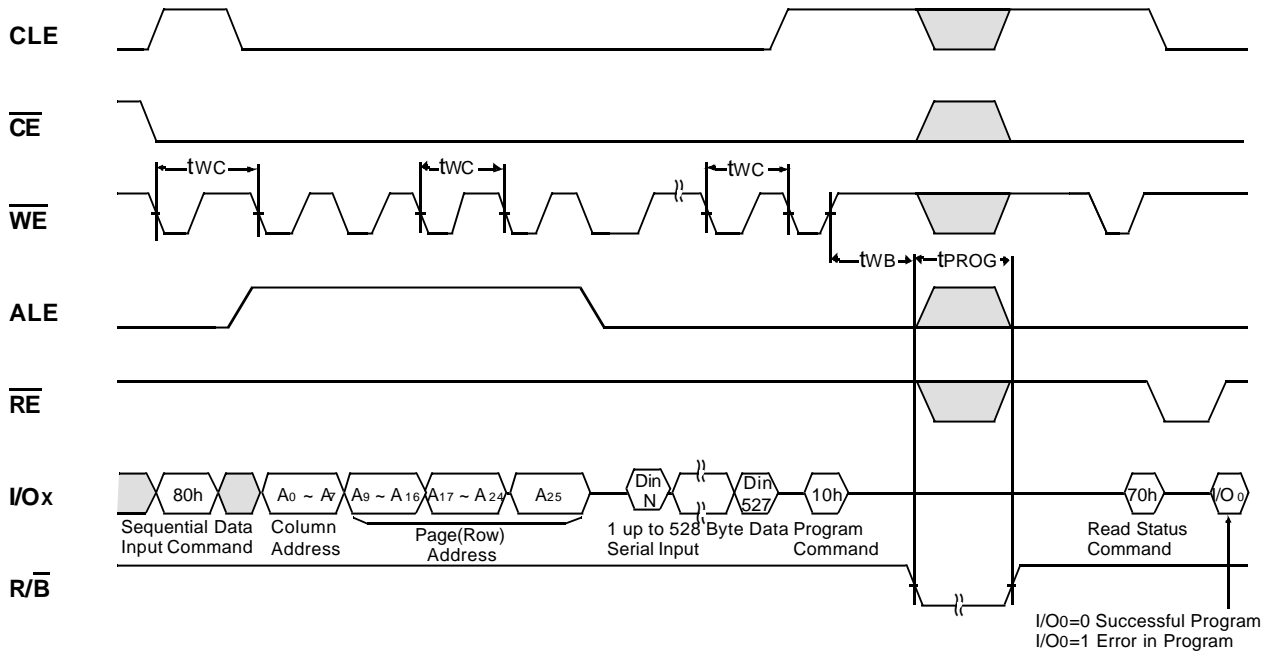 CLE
CE
tWC
tWC
tWC
WE
tWB
tPROG
ALE
RE
I/Ox
80h
A0 ~ A7
A9 ~ A16
A17 ~ A24
A25
Din
N
Din
527
10h
70h
I/O0
Sequential Data
Input Command
Column
Address
Page(Row)
Address
1 up to 528 Byte Data
Serial Input
Program
Command
Read Status
Command
R/B
I/O0=0 Successful Program
I/O0=1 Error in Program